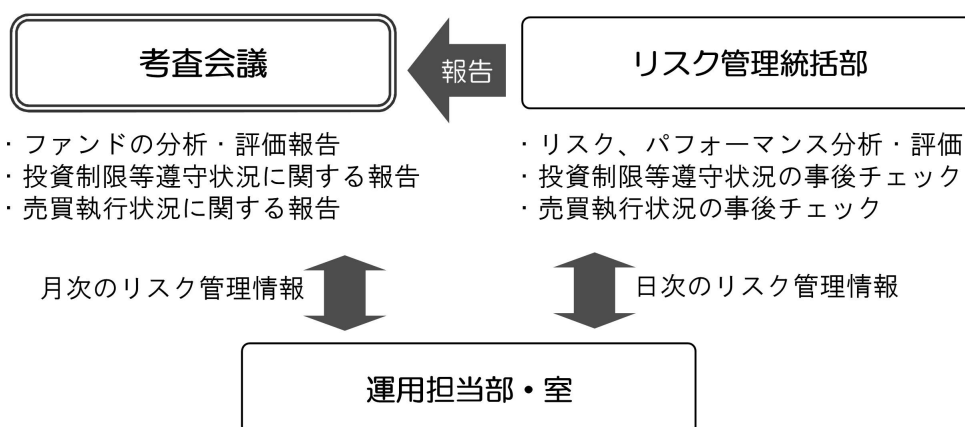 考査会議
報告
リスク管理統括部
・ファンドの分析・評価報告
・投資制限等遵守状況に関する報告
・売買執行状況に関する報告
・リスク、パフォーマンス分析・評価
・投資制限等遵守状況の事後チェック
・売買執行状況の事後チェック
月次のリスク管理情報
日次のリスク管理情報
運用担当部・室